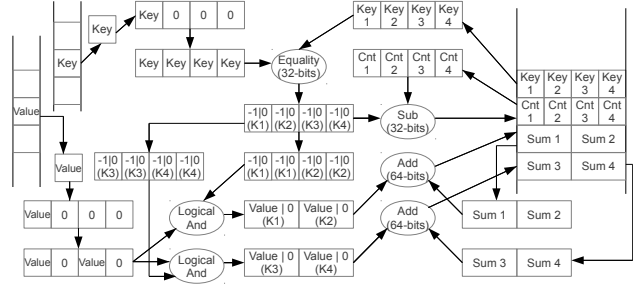 Key 0 0 0
Key
Key
Key Key Key Key
Equality
(32-bits)
Key Key Key Key
1 2 3 4
Cnt Cnt Cnt Cnt
1 2 3 4
Key Key Key Key
1 2 3 4
Cnt Cnt Cnt Cnt
1 2 3 4
Sum 1 Sum 2
Sum 3 Sum 4
Value
-1|0 -1|0 -1|0 -1|0
(K1) (K2) (K3) (K4)
Sub
(32-bits)
Value
-1|0 -1|0 -1|0 -1|0
(K3) (K3) (K4) (K4)
-1|0 -1|0 -1|0 -1|0
(K1) (K1) (K2) (K2)
Add
(64-bits)
Value 0 0 0
Logical
And
Value | 0 Value | 0
(K1) (K2)
Add
(64-bits)
Sum 1 Sum 2
Value 0 Value 0
Logical
And
Value | 0 Value | 0
(K3) (K4)
Sum 3 Sum 4